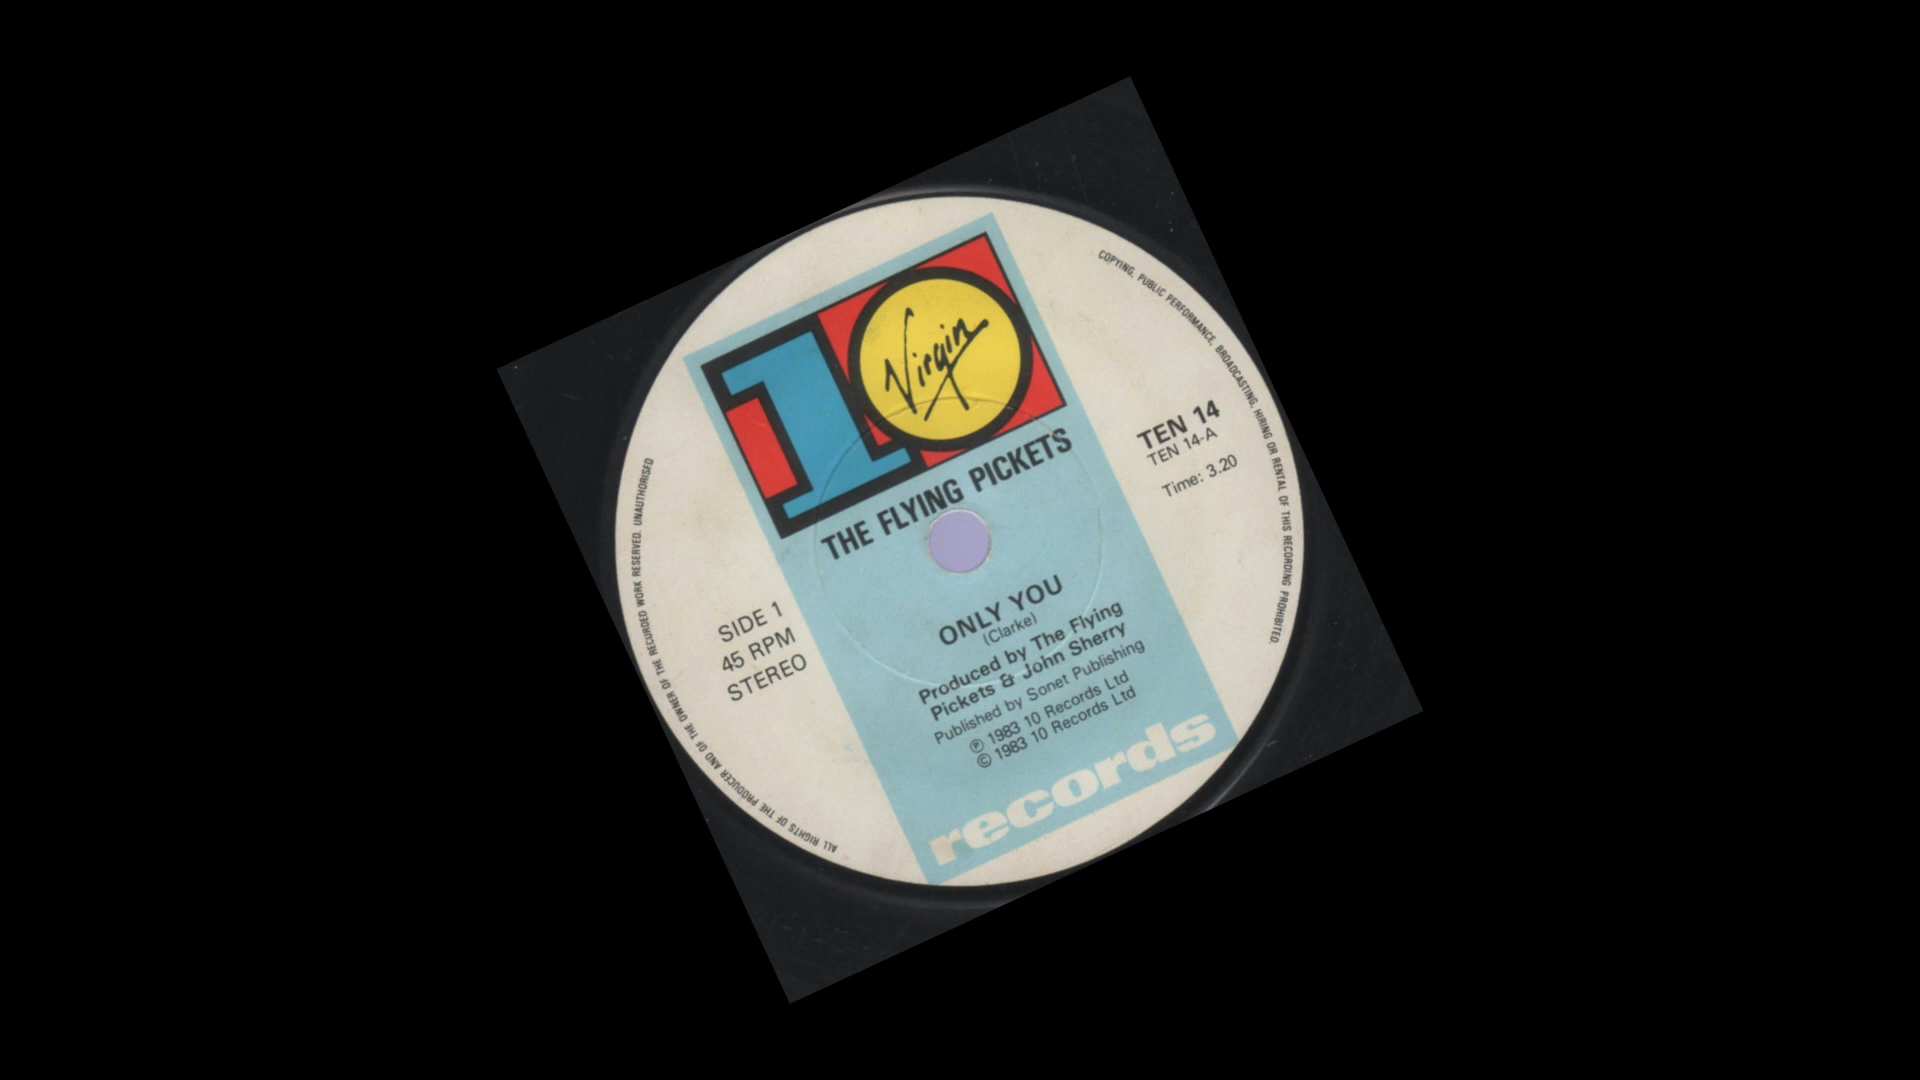 10
Virgin
THE FLYING PICKETS
TEN 14
TEN 14-A
Time: 3.20
SIDE 1
45 RPM
STEREO
ONLY YOU
(Clarke)
Produced by The Flying
Pickets & John Sherry
Published by Sonet Publishing
℗ 1983 10 Records Ltd
© 1983 10 Records Ltd
records
ALL RIGHTS OF THE PRODUCER AND OF THE OWNER OF THE RECORDED WORK RESERVED. UNAUTHORISED
COPYING, PUBLIC PERFORMANCE, BROADCASTING, HIRING OR RENTAL OF THIS RECORDING PROHIBITED.